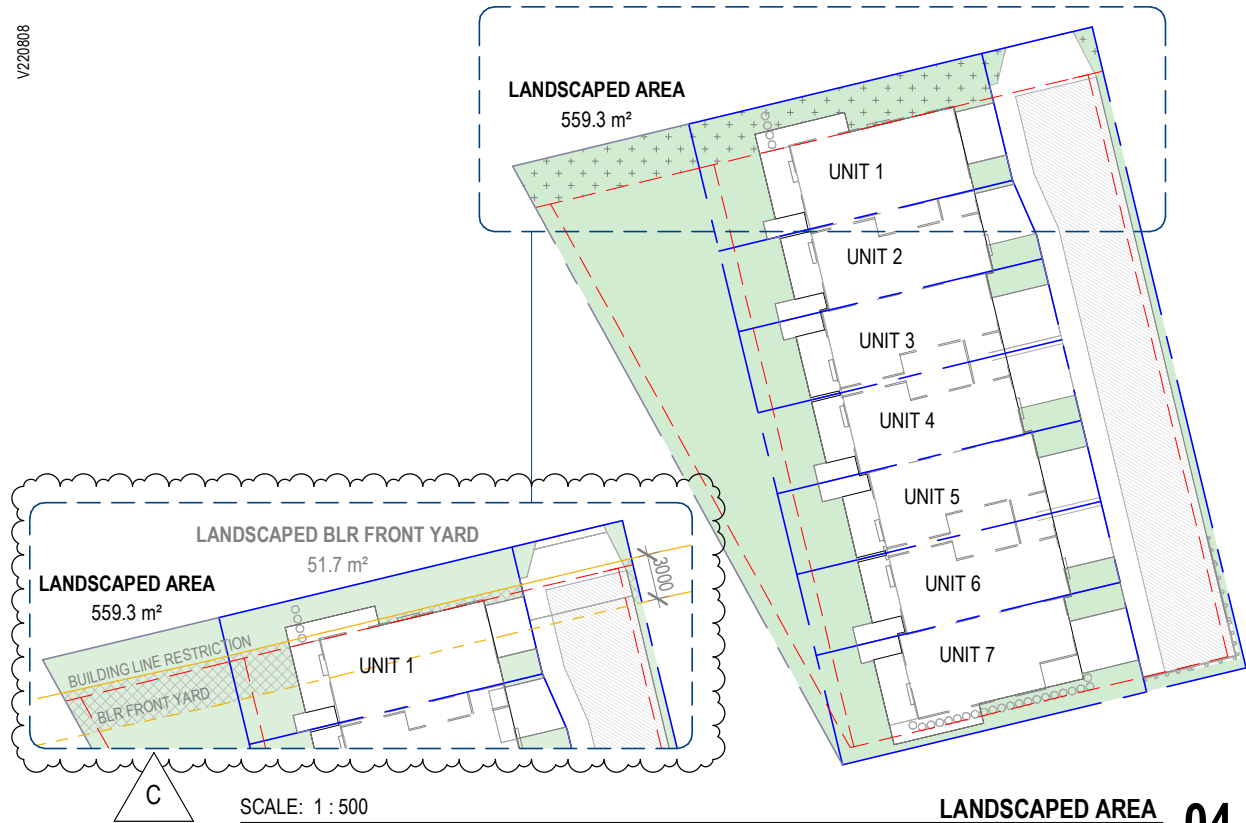 V220808
LANDSCAPED AREA
559.3 m²
UNIT 1
UNIT 2
UNIT 3
UNIT 4
UNIT 5
UNIT 6
UNIT 7
LANDSCAPED BLR FRONT YARD
51.7 m²
LANDSCAPED AREA
559.3 m²
3000
BUILDING LINE RESTRICTION
BLR FRONT YARD
UNIT 1
C
SCALE: 1 : 500
LANDSCAPED AREA
04